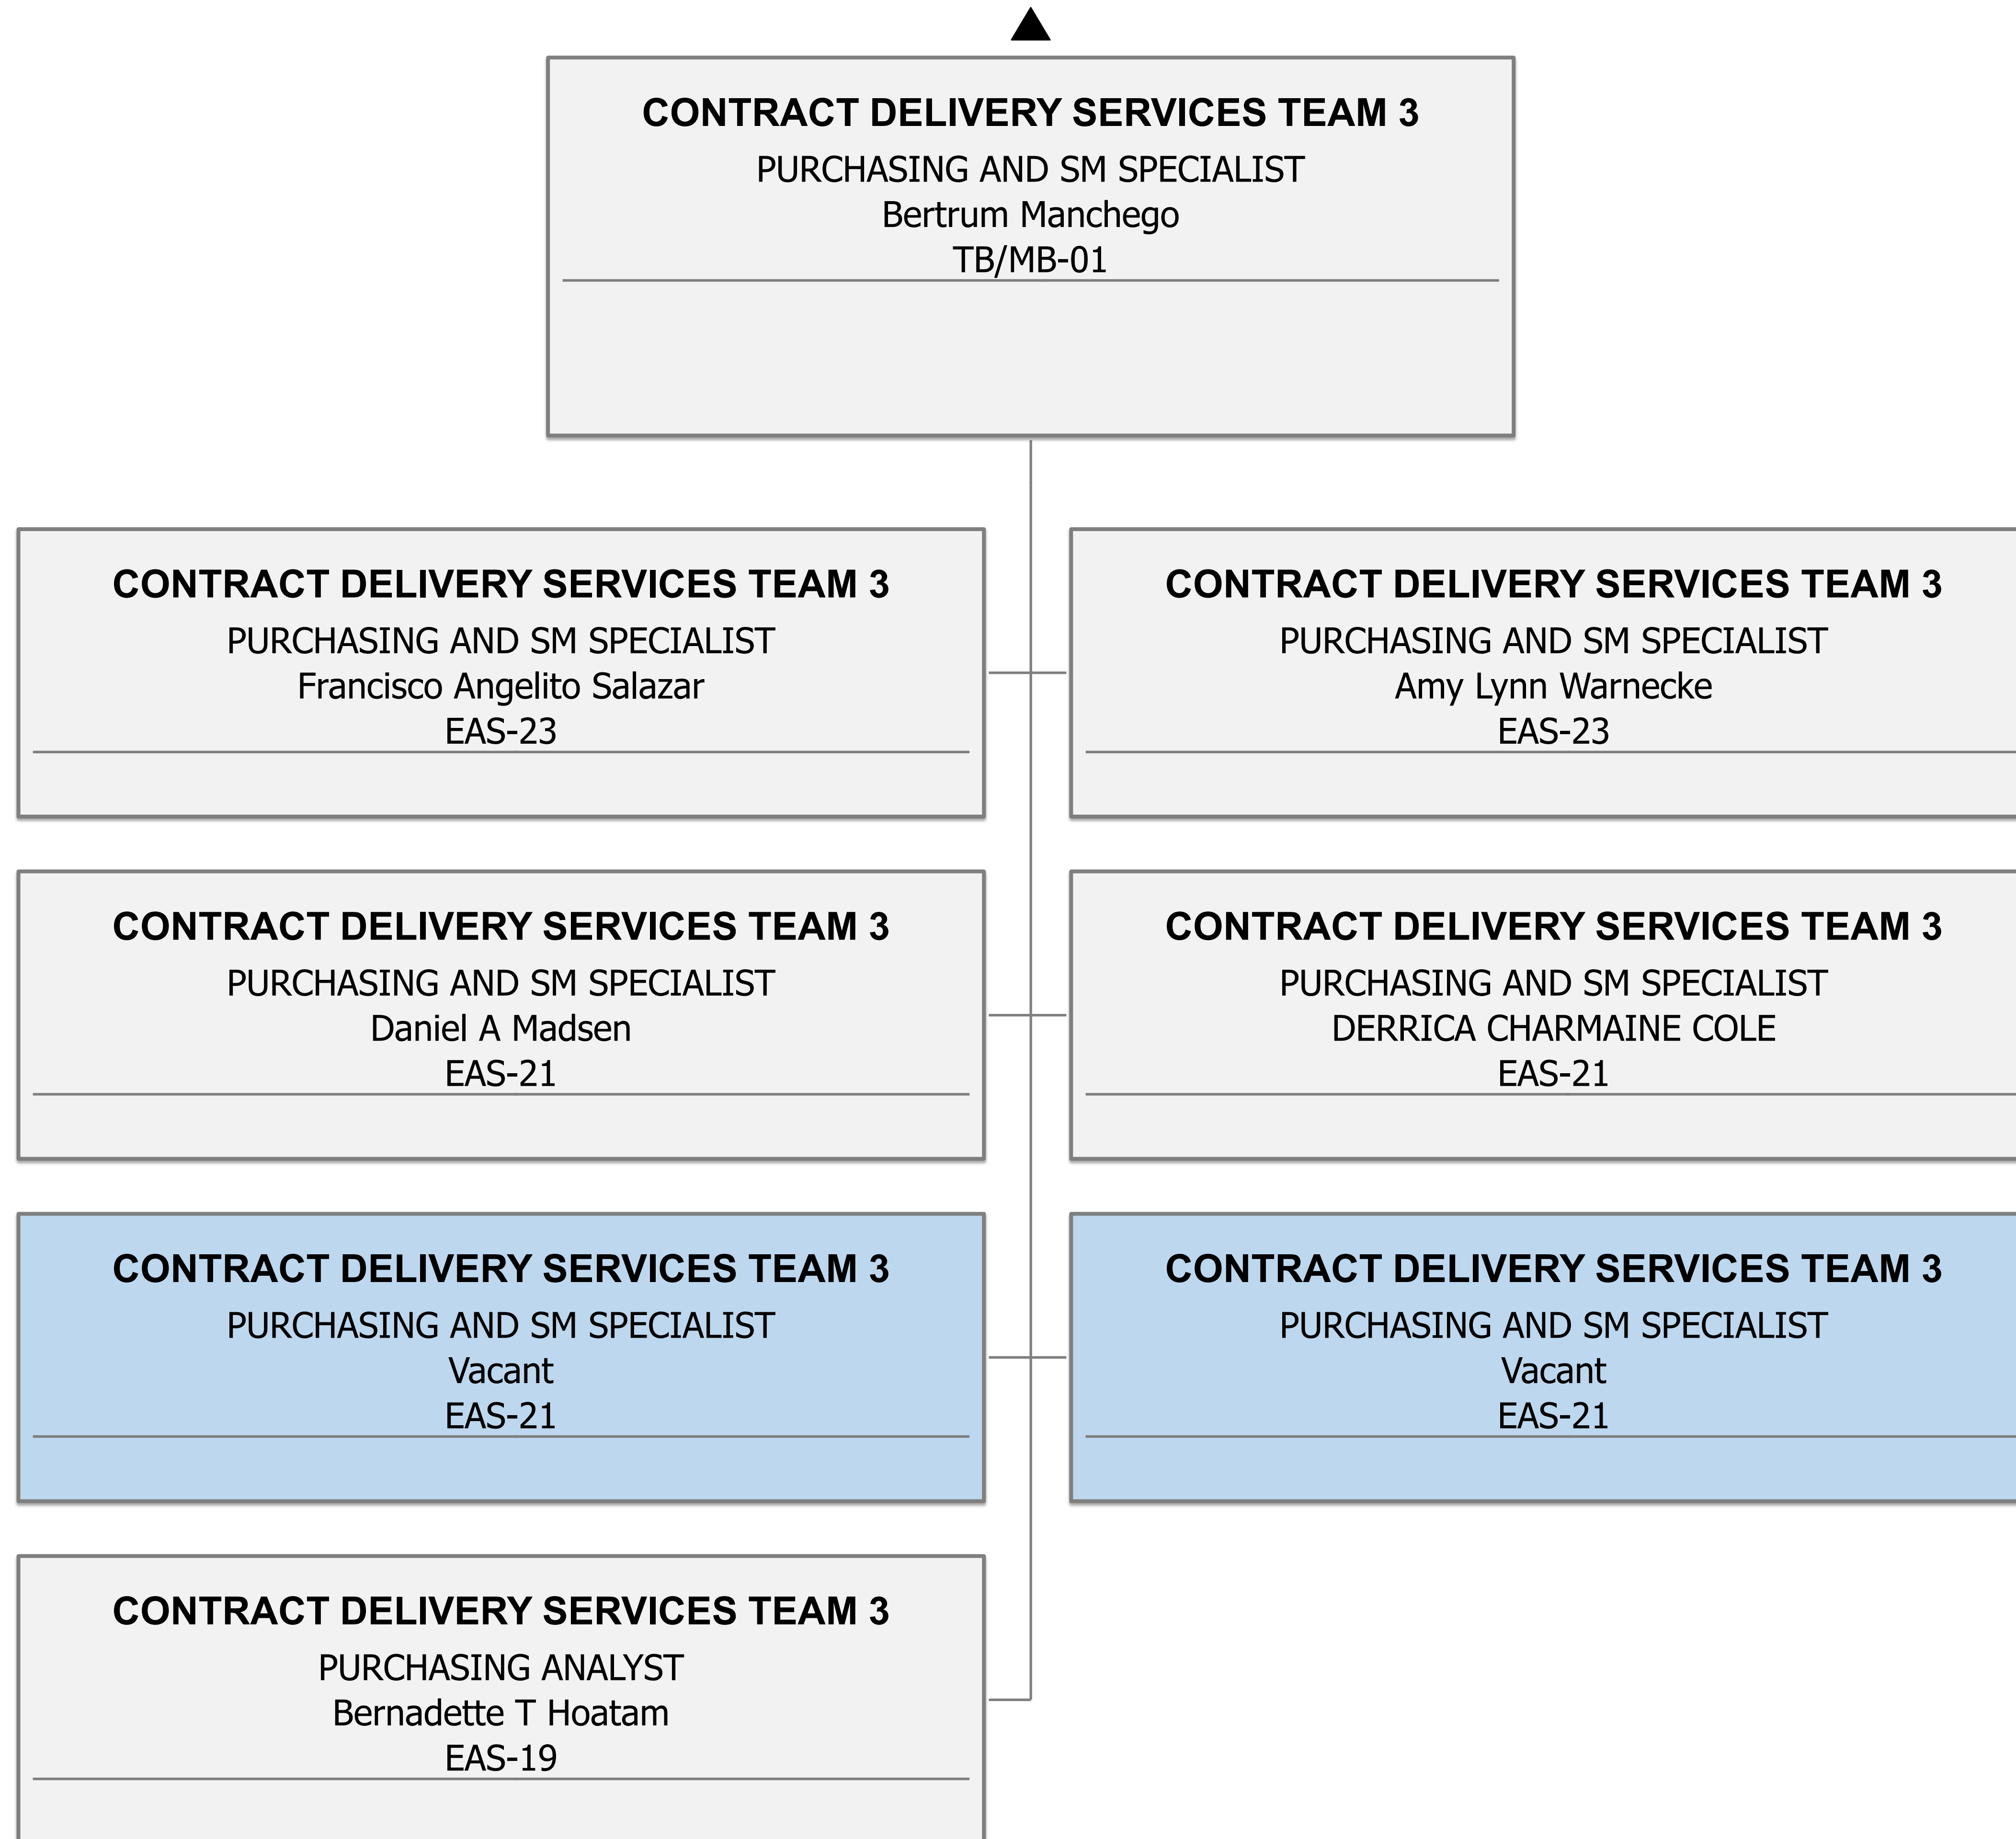 CONTRACT DELIVERY SERVICES TEAM 3
PURCHASING AND SM SPECIALIST
Bertrum Manchego
TB/MB-01
CONTRACT DELIVERY SERVICES TEAM 3
PURCHASING AND SM SPECIALIST
Francisco Angelito Salazar
EAS-23
CONTRACT DELIVERY SERVICES TEAM 3
PURCHASING AND SM SPECIALIST
Amy Lynn Warnecke
EAS-23
CONTRACT DELIVERY SERVICES TEAM 3
PURCHASING AND SM SPECIALIST
Daniel A Madsen
EAS-21
CONTRACT DELIVERY SERVICES TEAM 3
PURCHASING AND SM SPECIALIST
DERRICA CHARMAINE COLE
EAS-21
CONTRACT DELIVERY SERVICES TEAM 3
PURCHASING AND SM SPECIALIST
Vacant
EAS-21
CONTRACT DELIVERY SERVICES TEAM 3
PURCHASING AND SM SPECIALIST
Vacant
EAS-21
CONTRACT DELIVERY SERVICES TEAM 3
PURCHASING ANALYST
Bernadette T Hoatam
EAS-19